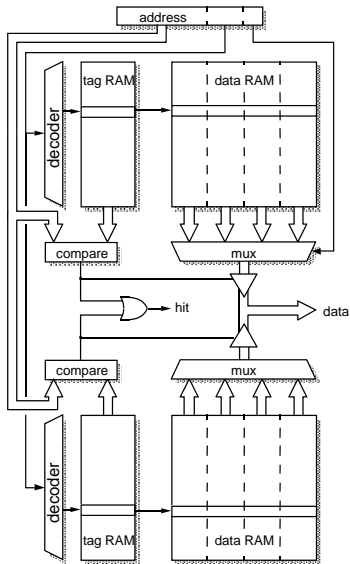 address
tag RAM
data RAM
decoder
compare
mux
hit
data
compare
mux
decoder
tag RAM
data RAM